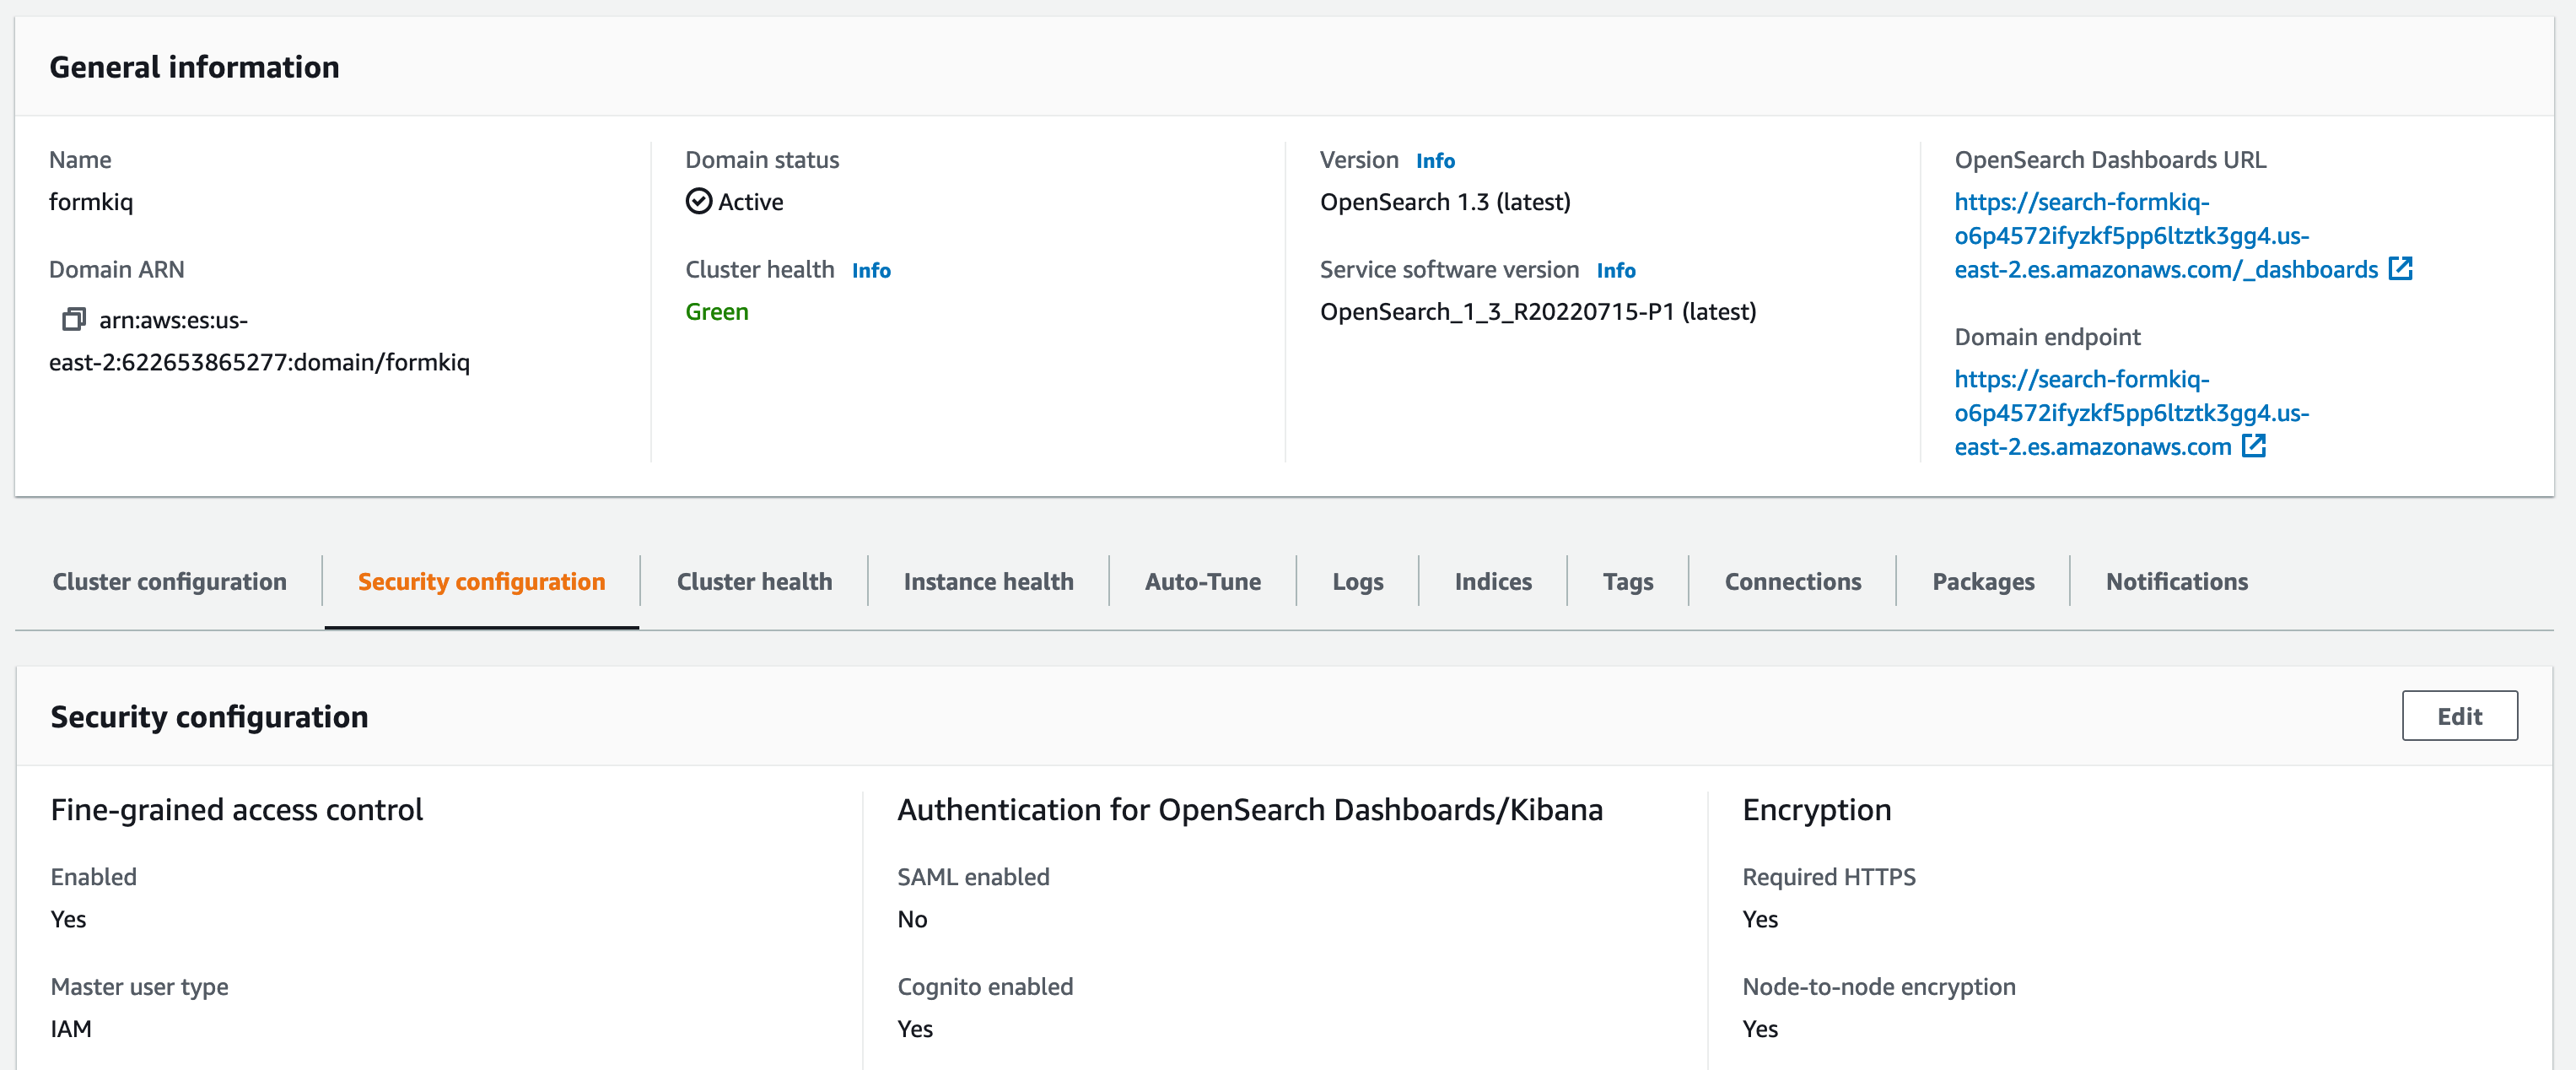 General information
Name
formkiq
Domain ARN
arn:aws:es:us-
east-2:622653865277:domain/formkiq
Domain status
Active
Cluster health Info
Green
Version Info
OpenSearch 1.3 (latest)
Service software version Info
OpenSearch_1_3_R20220715-P1 (latest)
OpenSearch Dashboards URL
https://search-formkiq-
o6p4572ifyzkf5pp6ltztk3gg4.us-
east-2.es.amazonaws.com/_dashboards
Domain endpoint
https://search-formkiq-
o6p4572ifyzkf5pp6ltztk3gg4.us-
east-2.es.amazonaws.com
Cluster configuration Security configuration Cluster health Instance health Auto-Tune Logs Indices Tags Connections Packages Notifications
Security configuration
Edit
Fine-grained access control
Enabled
Yes
Master user type
IAM
Authentication for OpenSearch Dashboards/Kibana
SAML enabled
No
Cognito enabled
Yes
Encryption
Required HTTPS
Yes
Node-to-node encryption
Yes